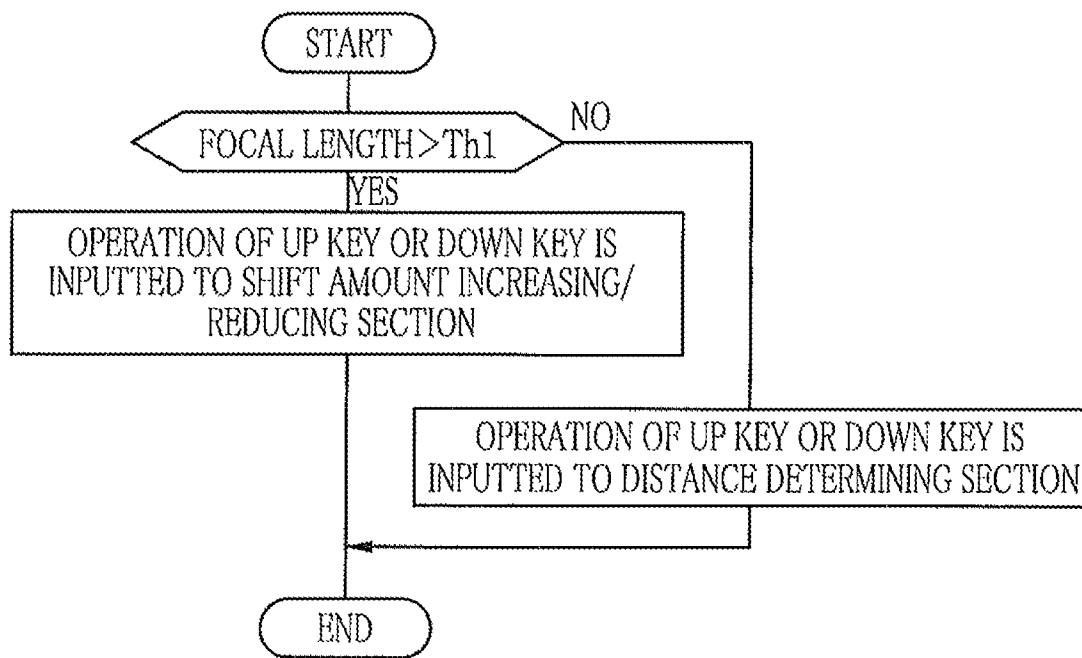 START
FOCAL LENGTH>Th1
NO
YES
OPERATION OF UP KEY OR DOWN KEY IS
INPUTTED TO SHIFT AMOUNT INCREASING/
REDUCING SECTION
OPERATION OF UP KEY OR DOWN KEY IS
INPUTTED TO DISTANCE DETERMINING SECTION
END